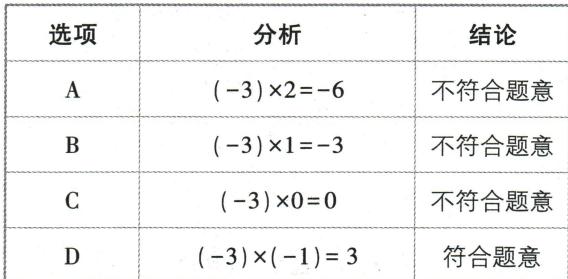 选项 分析 结论
A (-3)×2=-6 不符合题意
B (-3)×1=-3 不符合题意
C (-3)×0=0 不符合题意
D (-3)×(-1)=3 符合题意